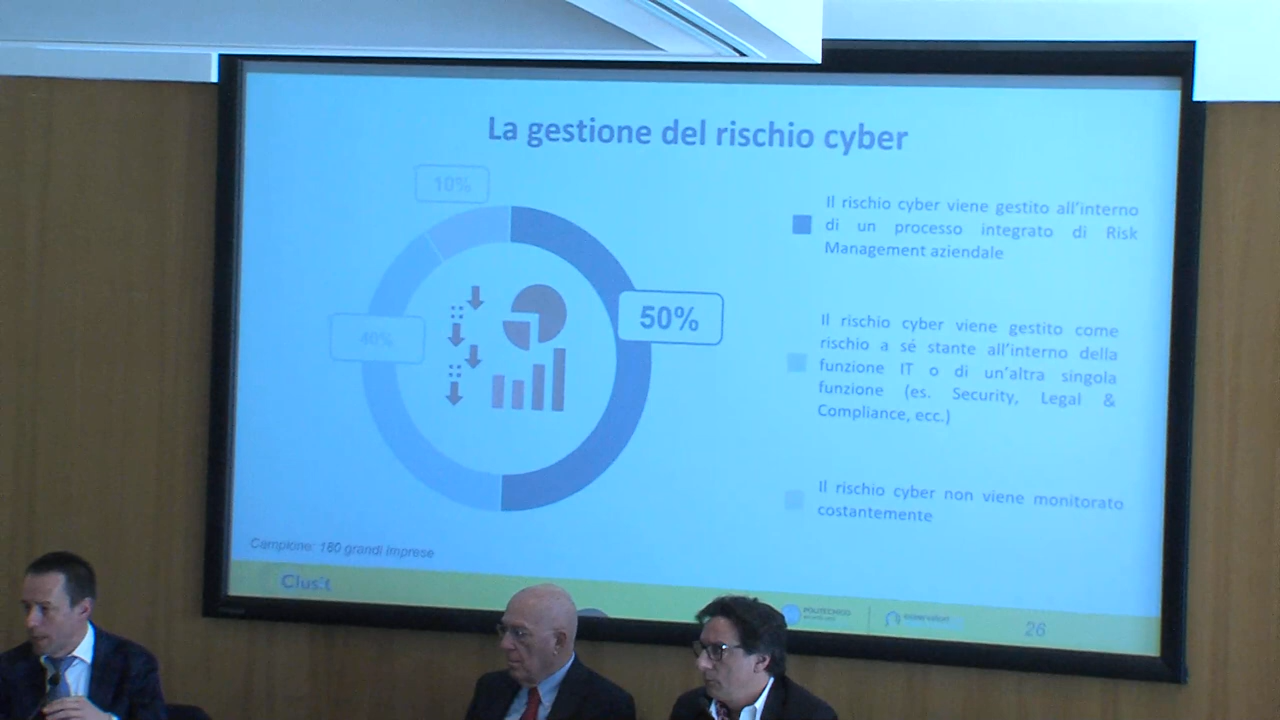 La gestione del rischio cyber
10%
50%
40%
Il rischio cyber viene gestito all'interno
di un processo integrato di Risk
Management aziendale
Il rischio cyber viene gestito come
rischio a sé stante all'interno della
funzione IT o di un'altra singola
funzione (es. Security, Legal &
Compliance, ecc.)
Il rischio cyber non viene monitorato
costantemente
Campione: 180 grandi imprese
Clusit
POLITECNICO
26